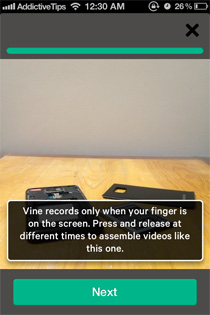 AddictiveTips 12:30 AM 26%
Vine records only when your finger is
on the screen. Press and release at
different times to assemble videos like
this one.
Next